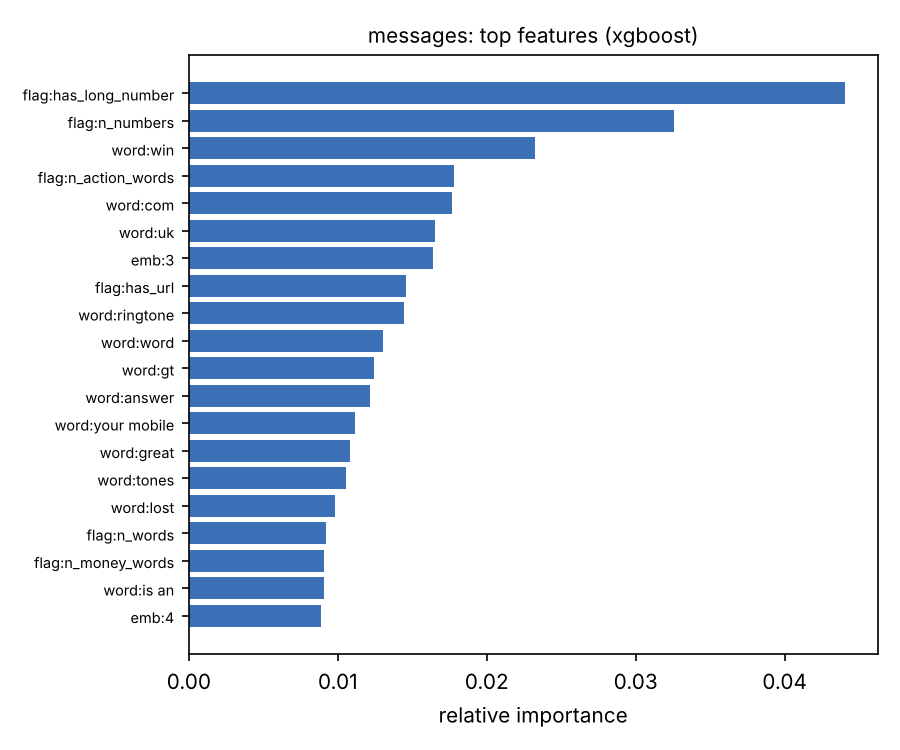 messages: top features (xgboost)
flag:has_long_number
flag:n_numbers
word:win
flag:n_action_words
word:com
word:uk
emb:3
flag:has_url
word:ringtone
word:word
word:gt
word:answer
word:your mobile
word:great
word:tones
word:lost
flag:n_words
flag:n_money_words
word:is an
emb:4
0.00 0.01 0.02 0.03 0.04
relative importance